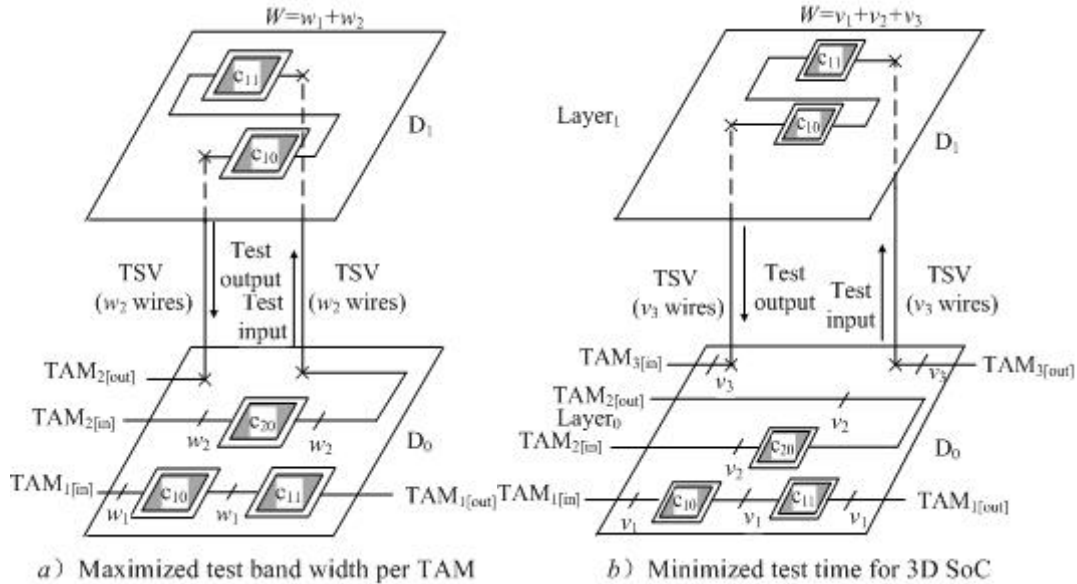 W=w1+w2
c11
c10
D1
TSV
(w2 wires)
Test
output
Test
input
TSV
(w2 wires)
TAM2[out]
TAM2[in]
w2
c20
w2
D0
TAM1[in]
w1
c10
w1
c11
TAM1[out]
a） Maximized test band width per TAM
W=v1+v2+v3
c11
Layer1
c10
D1
TSV
(v3 wires)
Test
output
Test
input
TSV
(v3 wires)
TAM3[in]
v3
v3
TAM3[out]
TAM2[out]
v2
Layer0
TAM2[in]
v2
c20
D0
TAM1[in]
v1
c10
v1
c11
v1
TAM1[out]
b） Minimized test time for 3D SoC